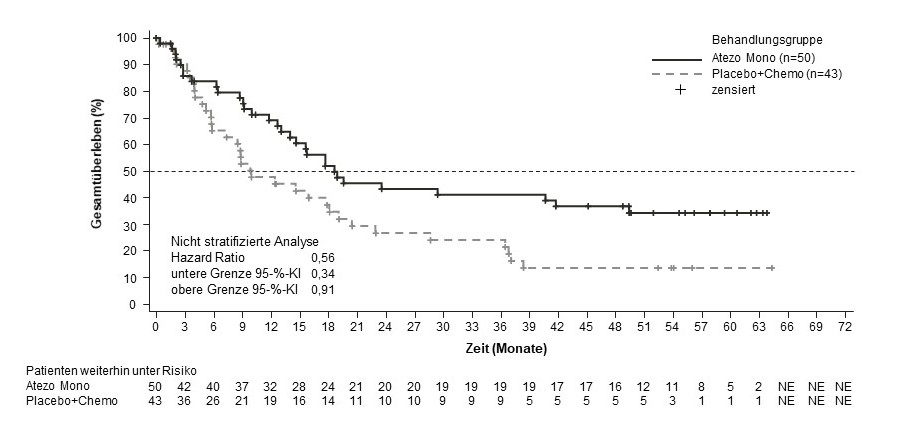 Behandlungsgruppe
Atezo Mono (n=50)
Placebo+Chemo (n=43)
zensiert
Gesamtüberleben (%)
100
90
80
70
60
50
40
30
20
10
0
Nicht stratifizierte Analyse
Hazard Ratio 0,56
untere Grenze 95-%-KI 0,34
obere Grenze 95-%-KI 0,91
0 3 6 9 12 15 18 21 24 27 30 33 36 39 42 45 48 51 54 57 60 63 66 69 72
Zeit (Monate)
Patienten weiterhin unter Risiko
Atezo Mono 50 42 40 37 32 28 24 21 20 20 19 19 19 19 17 17 16 12 11 8 5 2 NE NE NE
Placebo+Chemo 43 36 26 21 19 16 14 11 10 10 9 9 9 5 5 5 5 5 3 1 1 1 NE NE NE